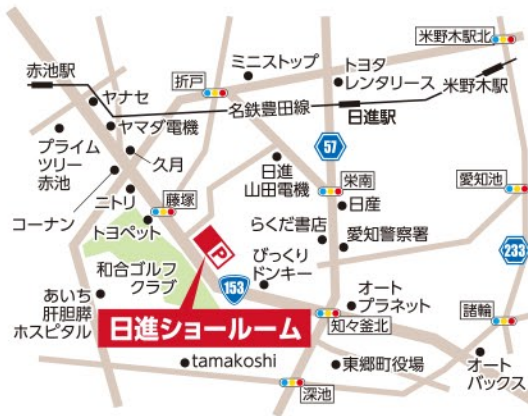 米野木駅北
ミニストップ
トヨタ
レンタリース
赤池駅
折戸
米野木駅
ヤナセ
名鉄豊田線
日進駅
ヤマダ電機
プライム
ツリー
赤池
久月
57
日進
山田電機
栄南
愛知池
コーナン
ニトリ
藤塚
日産
トヨペット
らくだ書店
愛知警察署
P
びっくり
ドンキー
233
和合ゴルフ
クラブ
153
オート
プラネット
あいち
肝胆膵
ホスピタル
日進ショールーム
知々釜北
諸輪
tamakoshi
東郷町役場
オート
バックス
深池